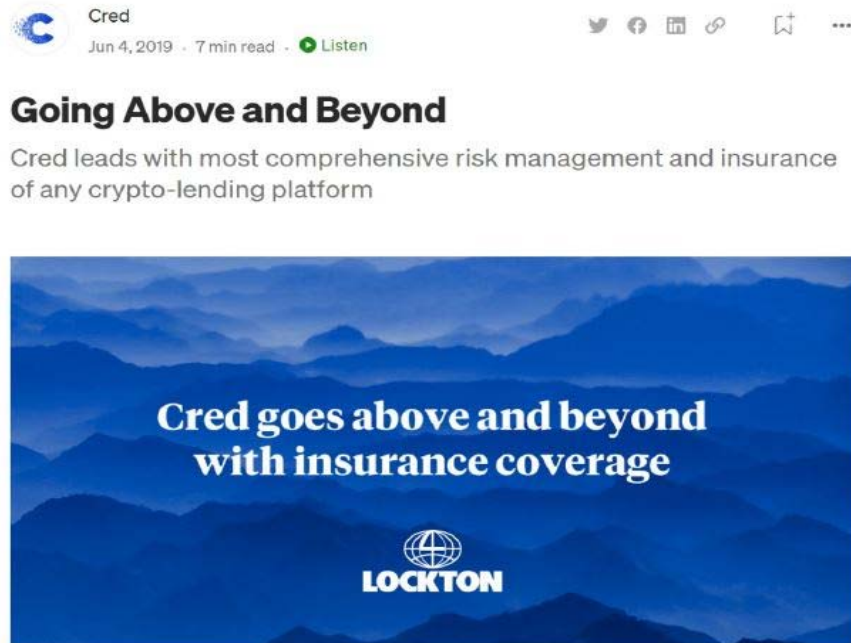 Cred
Jun 4, 2019 · 7 min read · Listen
Going Above and Beyond
Cred leads with most comprehensive risk management and insurance
of any crypto-lending platform
Cred goes above and beyond
with insurance coverage
LOCKTON